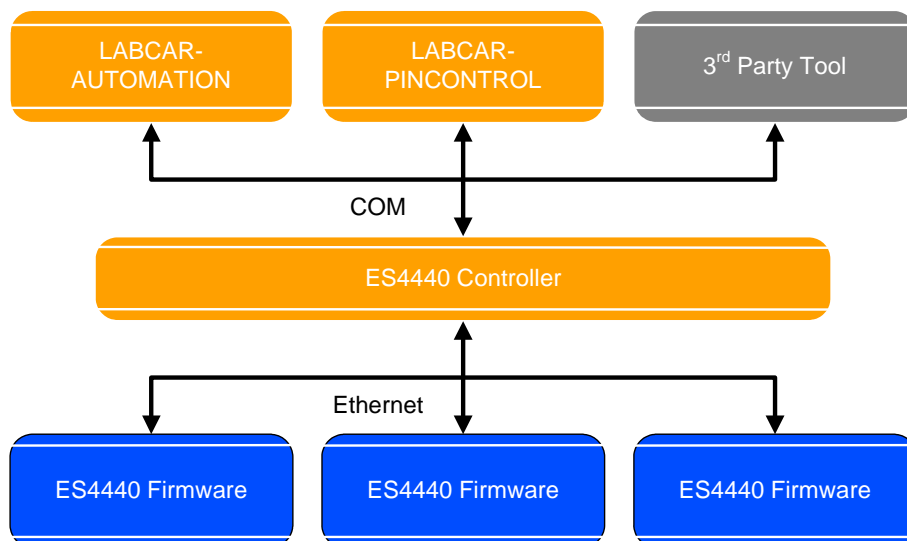 LABCAR-
AUTOMATION
LABCAR-
PINCONTROL
3rd Party Tool
COM
ES4440 Controller
Ethernet
ES4440 Firmware
ES4440 Firmware
ES4440 Firmware